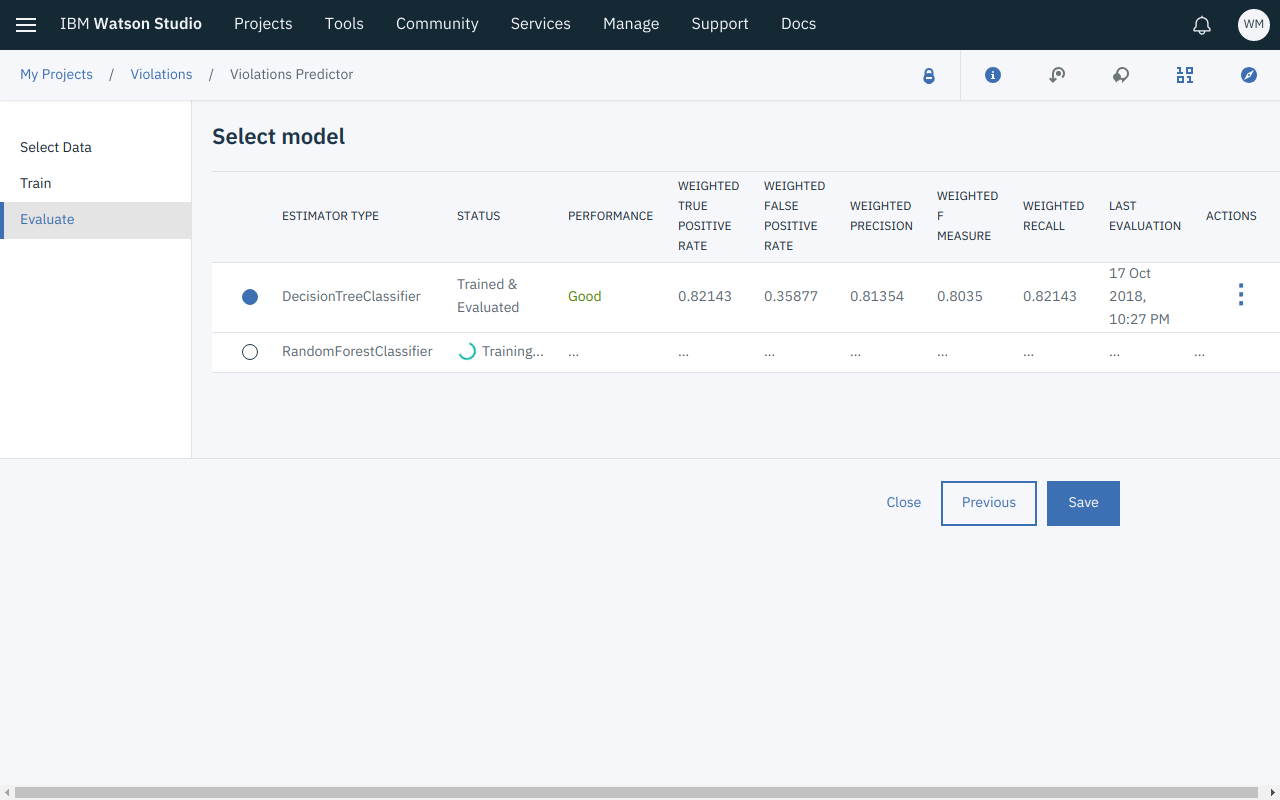 IBM Watson Studio Projects Tools Community Services Manage Support Docs WM
My Projects / Violations / Violations Predictor
Select Data
Train
Evaluate
Select model
ESTIMATOR TYPE
STATUS
PERFORMANCE
WEIGHTED
TRUE
POSITIVE
RATE
WEIGHTED
FALSE
POSITIVE
RATE
WEIGHTED
PRECISION
WEIGHTED
F
MEASURE
WEIGHTED
RECALL
LAST
EVALUATION
ACTIONS
DecisionTreeClassifier
Trained &
Evaluated
Good
0.82143
0.35877
0.81354
0.8035
0.82143
17 Oct
2018,
10:27 PM
RandomForestClassifier Training... ... ... ... ... ... ... ... ...
Close Previous Save